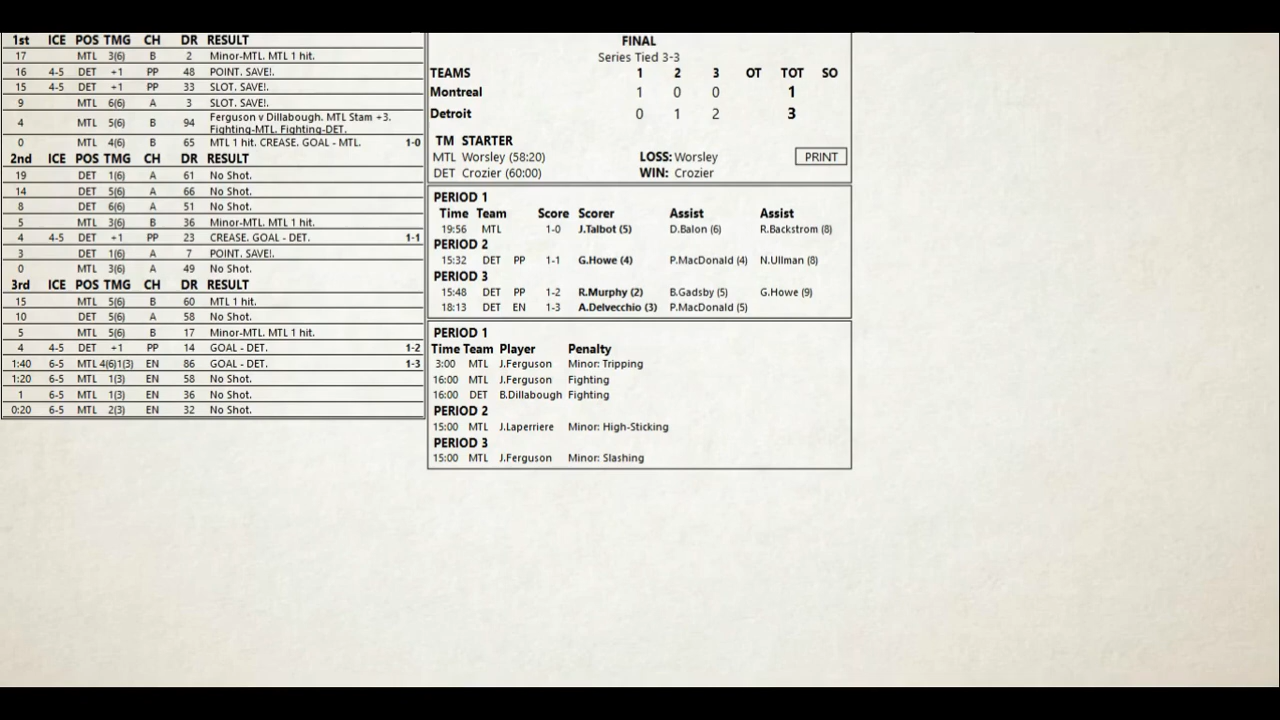 1st ICE POS TMG CH DR RESULT
17 MTL 3(6) B 2 Minor-MTL. MTL 1 hit.
16 4-5 DET +1 PP 48 POINT. SAVE!.
15 4-5 DET +1 PP 33 SLOT. SAVE!.
9 MTL 6(6) A 3 SLOT. SAVE!.
4 MTL 5(6) B 94 Ferguson v Dillabough. MTL Stam +3.
Fighting-MTL. Fighting-DET.
0 MTL 4(6) B 65 MTL 1 hit. CREASE. GOAL - MTL. 1-0
2nd ICE POS TMG CH DR RESULT
19 DET 1(6) A 61 No Shot.
14 DET 5(6) A 66 No Shot.
8 DET 6(6) A 51 No Shot.
5 MTL 3(6) B 36 Minor-MTL. MTL 1 hit.
4 4-5 DET +1 PP 23 CREASE. GOAL - DET. 1-1
3 DET 1(6) A 7 POINT. SAVE!.
0 MTL 3(6) A 49 No Shot.
3rd ICE POS TMG CH DR RESULT
15 MTL 5(6) B 60 MTL 1 hit.
10 DET 5(6) A 58 No Shot.
5 MTL 5(6) B 17 Minor-MTL. MTL 1 hit.
4 4-5 DET +1 PP 14 GOAL - DET. 1-2
1:40 6-5 MTL 4(6)1(3) EN 86 GOAL - DET. 1-3
1:20 6-5 MTL 1(3) EN 58 No Shot.
1 6-5 MTL 1(3) EN 36 No Shot.
0:20 6-5 MTL 2(3) EN 32 No Shot.
FINAL
Series Tied 3-3
TEAMS 1 2 3 OT TOT SO
Montreal 1 0 0 1
Detroit 0 1 2 3
TM STARTER
MTL Worsley (58:20) LOSS: Worsley PRINT
DET Crozier (60:00) WIN: Crozier
PERIOD 1
Time Team Score Scorer Assist Assist
19:56 MTL 1-0 J.Talbot (5) D.Balon (6) R.Backstrom (8)
PERIOD 2
15:32 DET PP 1-1 G.Howe (4) P.MacDonald (4) N.Ullman (8)
PERIOD 3
15:48 DET PP 1-2 R.Murphy (2) B.Gadsby (5) G.Howe (9)
18:13 DET EN 1-3 A.Delvecchio (3) P.MacDonald (5)
PERIOD 1
Time Team Player Penalty
3:00 MTL J.Ferguson Minor: Tripping
16:00 MTL J.Ferguson Fighting
16:00 DET B.Dillabough Fighting
PERIOD 2
15:00 MTL J.Laperriere Minor: High-Sticking
PERIOD 3
15:00 MTL J.Ferguson Minor: Slashing